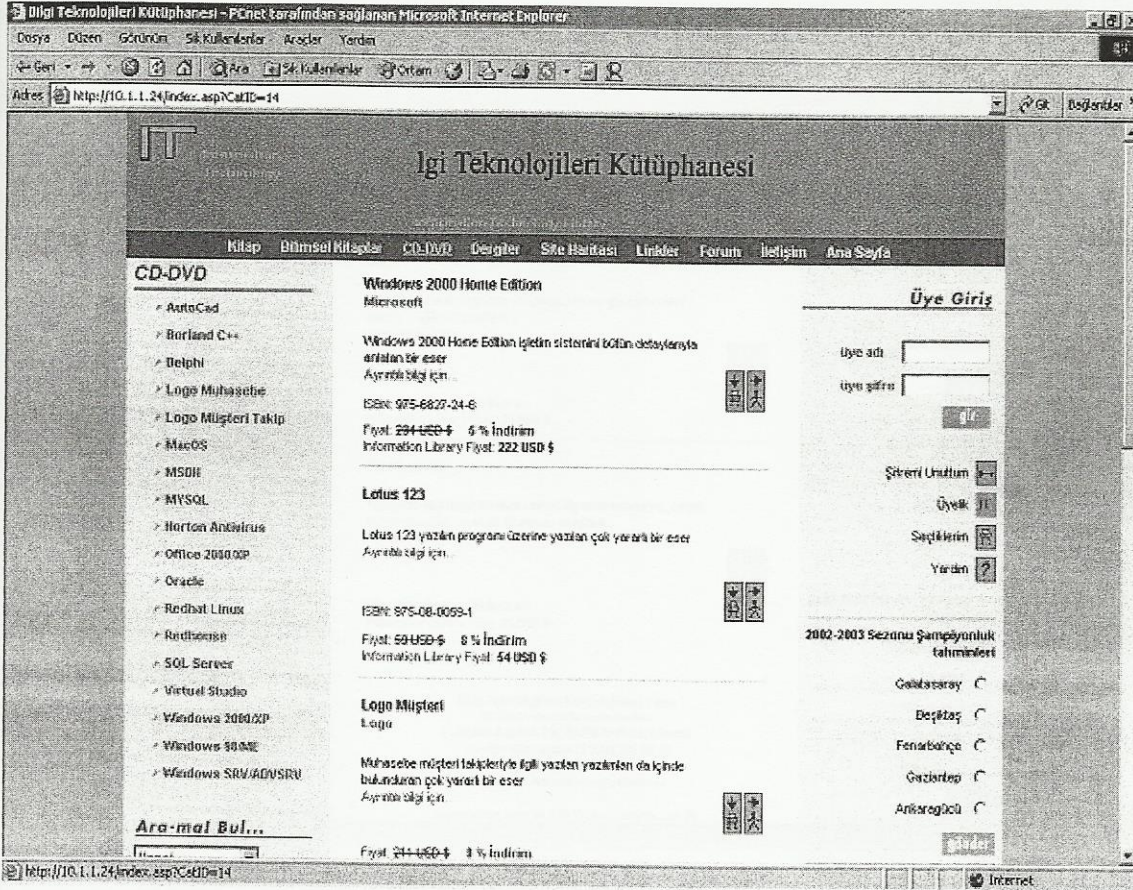 Bilgi Teknolojileri Kütüphanesi - PCnet tarafından sağlanan Microsoft Internet Explorer
Dosya Düzen Görünüm Sık Kullanılanlar Araçlar Yardım
Geri Ara Sık Kullanılanlar Ortam
Adres http://10.1.1.24/index.asp?CatID=14 Git Bağlantılar
IT
lgi Teknolojileri Kütüphanesi
Kitap Bilimsel Kitaplar CD-DVD Dergiler Site Haritası Linkler Forum İletişim Ana Sayfa
CD-DVD
AutoCad
Borland C++
Delphi
Logo Muhasebe
Logo Müşteri Takip
MacOS
MSDN
MYSQL
Norton Antivirus
Office 2000/XP
Oracle
Redhat Linux
Redhouse
SQL Server
Virtual Studio
Windows 2000/XP
Windows 98/ME
Windows SRV/ADVSRV
Ara-mal Bul...
Windows 2000 Home Edition
Microsoft
Windows 2000 Home Edition işletim sistemini bütün detaylarıyla
anlatan bir eser
Ayrıntılı bilgi için...
ISBN: 975-6827-24-6
Fiyat: 234 USD $ 5 % İndirim
Information Library Fiyat: 222 USD $
Lotus 123
Lotus 123 yazılım programı üzerine yazılan çok yararlı bir eser
Ayrıntılı bilgi için...
ISBN: 975-08-0059-1
Fiyat: 59 USD $ 8 % İndirim
Information Library Fiyat: 54 USD $
Logo Müşteri
Logo
Muhasebe müşteri takipleriyle ilgili yazılan yazılımları da içinde
bulunduran çok yararlı bir eser
Ayrıntılı bilgi için...
Fiyat: 211 USD $ % İndirim
Üye Giriş
üye adı
üye şifre
gir
Şifremi Unuttum
Üyelik
Seçtiklerim
Yardım
2002-2003 Sezonu Şampiyonluk
tahminleri
Galatasaray
Beşiktaş
Fenerbahçe
Gaziantep
Ankaragücü
gönder
http://10.1.1.24/index.asp?CatID=14 Internet